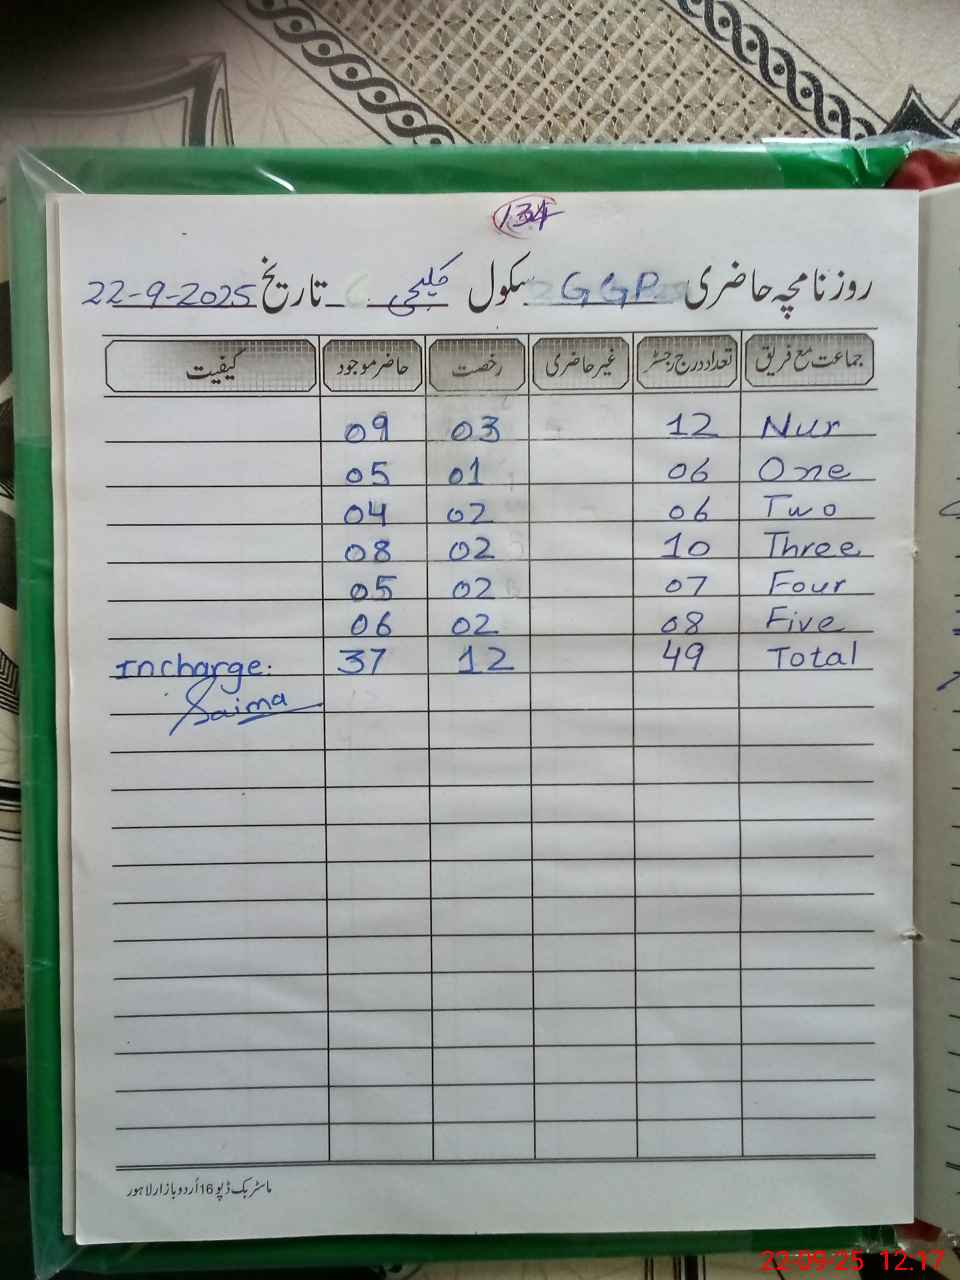 134
روزنامچہ حاضری GGP سکول تاریخ 22-9-2025
جماعت مع فریق تعداد درج رجسٹر غیر حاضری رخصت حاضر موجود کیفیت
Nur 12 03 09
One 06 01 05
Two 06 02 04
Three 10 02 08
Four 07 02 05
Five 08 02 06
Total 49 12 37 Incharge:
Saima
ماسٹر بک ڈپو 16 اُردو بازار لاہور
22-09-25 12:17